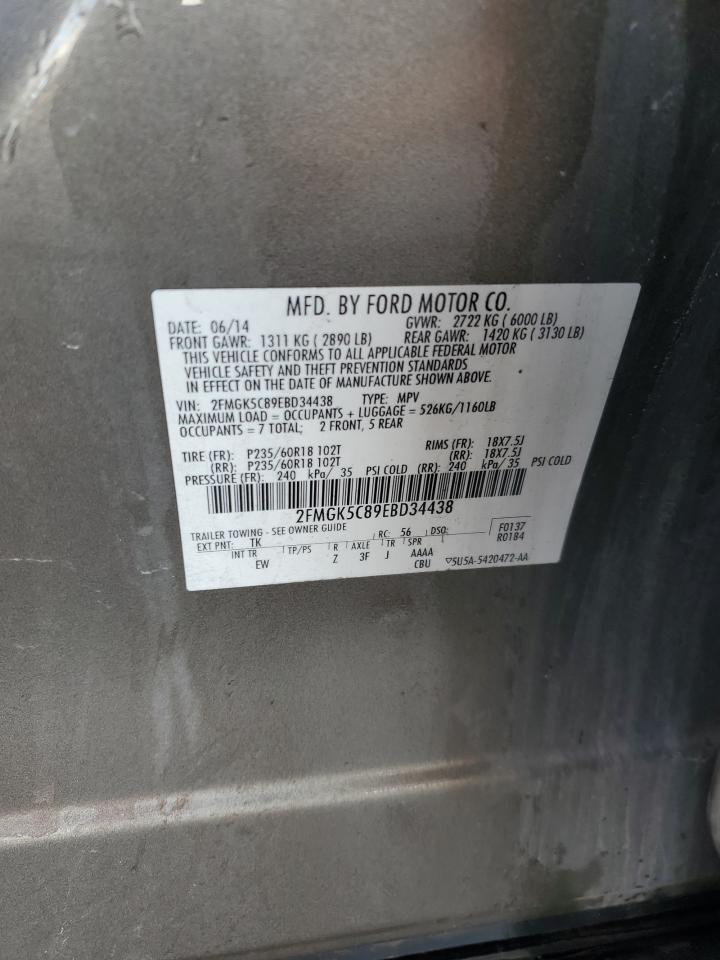 MFD. BY FORD MOTOR CO.
DATE: 06/14 GVWR: 2722 KG ( 6000 LB)
FRONT GAWR: 1311 KG ( 2890 LB) REAR GAWR: 1420 KG ( 3130 LB)
THIS VEHICLE CONFORMS TO ALL APPLICABLE FEDERAL MOTOR
VEHICLE SAFETY AND THEFT PREVENTION STANDARDS
IN EFFECT ON THE DATE OF MANUFACTURE SHOWN ABOVE.
VIN: 2FMGK5C89EBD34438 TYPE: MPV
MAXIMUM LOAD = OCCUPANTS + LUGGAGE = 526KG/1160LB
OCCUPANTS = 7 TOTAL; 2 FRONT, 5 REAR
TIRE (FR): P235/60R18 102T RIMS (FR): 18X7.5J
(RR): P235/60R18 102T (RR): 18X7.5J
PRESSURE (FR): 240 kPa/ 35 PSI COLD (RR): 240 kPa/ 35 PSI COLD
2FMGK5C89EBD34438
TRAILER TOWING - SEE OWNER GUIDE
EXT PNT: TK RC: 56 DSO: F0137
R0184
INT TR TP/PS R AXLE TR SPR AAAA
EW Z 3F J CBU ▽5U5A-5420472-AA